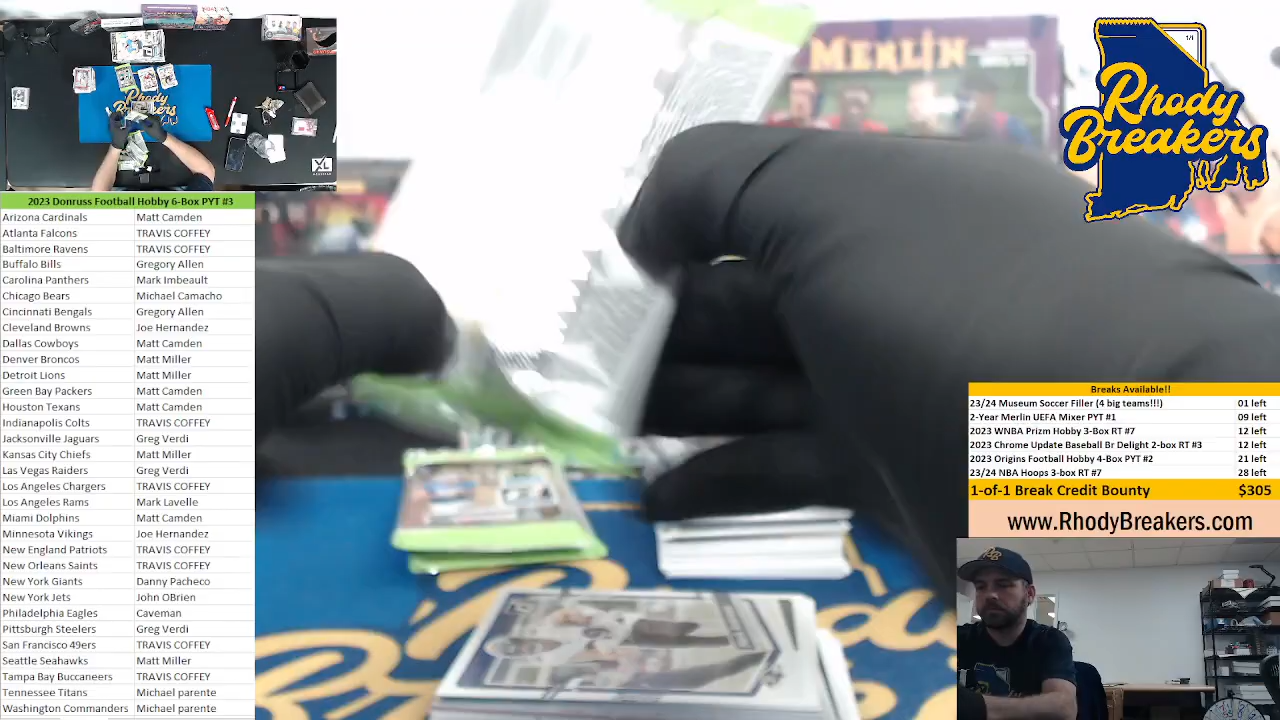 2023 Donruss Football Hobby 6-Box PYT #3
Arizona Cardinals Matt Camden
Atlanta Falcons TRAVIS COFFEY
Baltimore Ravens TRAVIS COFFEY
Buffalo Bills Gregory Allen
Carolina Panthers Mark Imbeault
Chicago Bears Michael Camacho
Cincinnati Bengals Gregory Allen
Cleveland Browns Joe Hernandez
Dallas Cowboys Matt Camden
Denver Broncos Matt Miller
Detroit Lions Matt Miller
Green Bay Packers Matt Camden
Houston Texans Matt Camden
Indianapolis Colts TRAVIS COFFEY
Jacksonville Jaguars Greg Verdi
Kansas City Chiefs Matt Miller
Las Vegas Raiders Greg Verdi
Los Angeles Chargers TRAVIS COFFEY
Los Angeles Rams Mark Lavelle
Miami Dolphins Matt Camden
Minnesota Vikings Joe Hernandez
New England Patriots TRAVIS COFFEY
New Orleans Saints TRAVIS COFFEY
New York Giants Danny Pacheco
New York Jets John OBrien
Philadelphia Eagles Caveman
Pittsburgh Steelers Greg Verdi
San Francisco 49ers TRAVIS COFFEY
Seattle Seahawks Matt Miller
Tampa Bay Buccaneers TRAVIS COFFEY
Tennessee Titans Michael parente
Washington Commanders Michael parente
Rhody
Breakers
XL
MERLIN
1/1
Rhody
Breakers
Breaks Available!!
23/24 Museum Soccer Filler (4 big teams!!!) 01 left
2-Year Merlin UEFA Mixer PYT #1 09 left
2023 WNBA Prizm Hobby 3-Box RT #7 12 left
2023 Chrome Update Baseball Br Delight 2-box RT #3 12 left
2023 Origins Football Hobby 4-Box PYT #2 21 left
23/24 NBA Hoops 3-box RT #7 28 left
1-of-1 Break Credit Bounty $305
www.RhodyBreakers.com